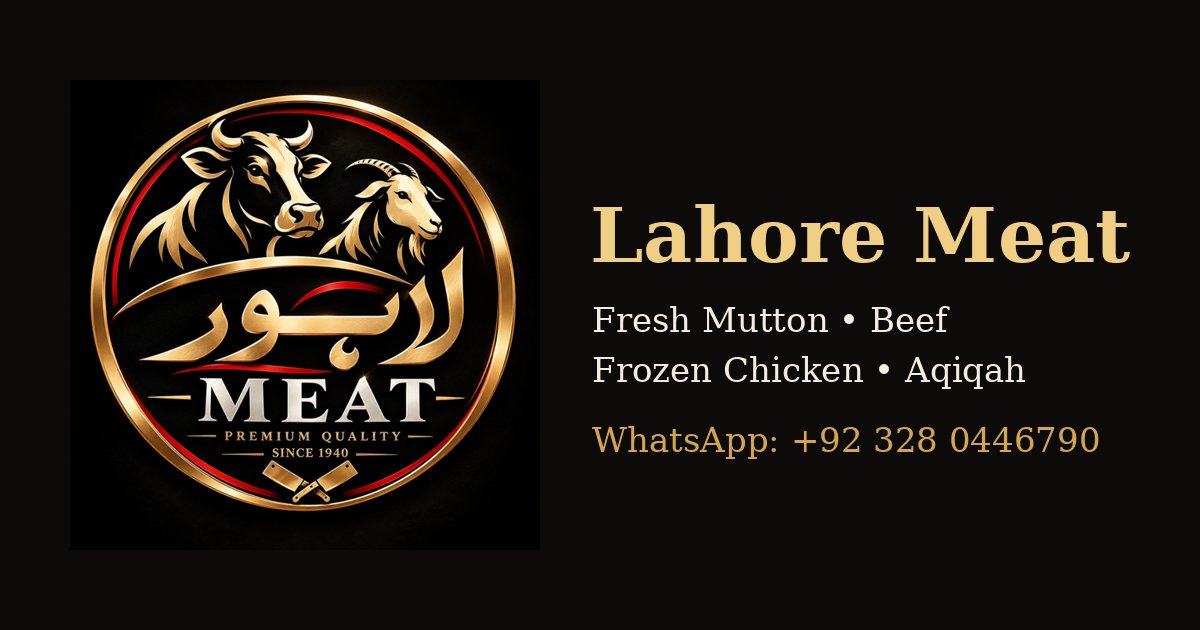 لاہور
MEAT
PREMIUM QUALITY
SINCE 1940
Lahore Meat
Fresh Mutton • Beef
Frozen Chicken • Aqiqah
WhatsApp: +92 328 0446790